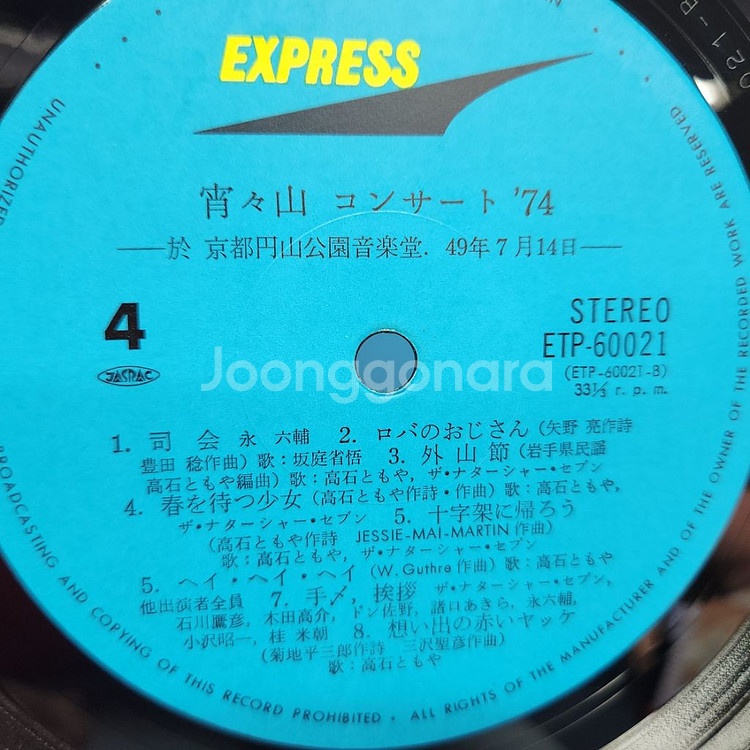 EXPRESS
宵々山 コンサート '74
於 京都円山公園音楽堂. 49年7月14日
4
STEREO
ETP-60021
(ETP-60021-B)
33⅓ r. p. m.
JASRAC
Joonggonara
1. 司 会 永 六輔 2. ロバのおじさん (矢野 亮作詩
豊田 稔作曲) 歌：坂庭省悟 3. 外 山 節 (岩手県民謡
高石ともや編曲) 歌：高石ともや, ザ・ナターシャー・セブン
4. 春を待つ少女 (高石ともや作詩・作曲) 歌：高石ともや,
ザ・ナターシャー・セブン 5. 十字架に帰ろう
(高石ともや作詩 JESSIE-MAI-MARTIN 作曲)
歌：高石ともや, ザ・ナターシャー・セブン
5. ヘイ・ヘイ・ヘイ (W. Guthre 作曲) 歌：高石ともや
他出演者全員 7. 手〆, 挨拶 ザ・ナターシャー・セブン,
石川鷹彦, 木田高介, ドン佐野, 諸口あきら, 永六輔,
小沢昭一, 桂 米朝 8. 想い出の赤いヤッケ
(菊地平三郎作詩 三沢聖彦作曲)
歌：高石ともや
UNAUTHORIZED
BROADCASTING AND COPYING OF THIS RECORD PROHIBITED • ALL RIGHTS OF THE MANUFACTURER AND OF THE OWNER OF THE RECORDED WORK ARE RESERVED
021-B